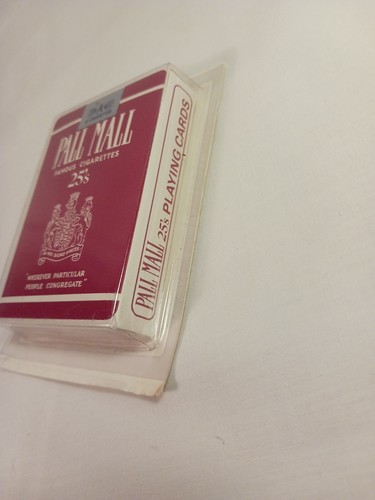 PALL MALL
FAMOUS CIGARETTES
25's
"WHEREVER PARTICULAR
PEOPLE CONGREGATE"
PALL MALL 25's PLAYING CARDS